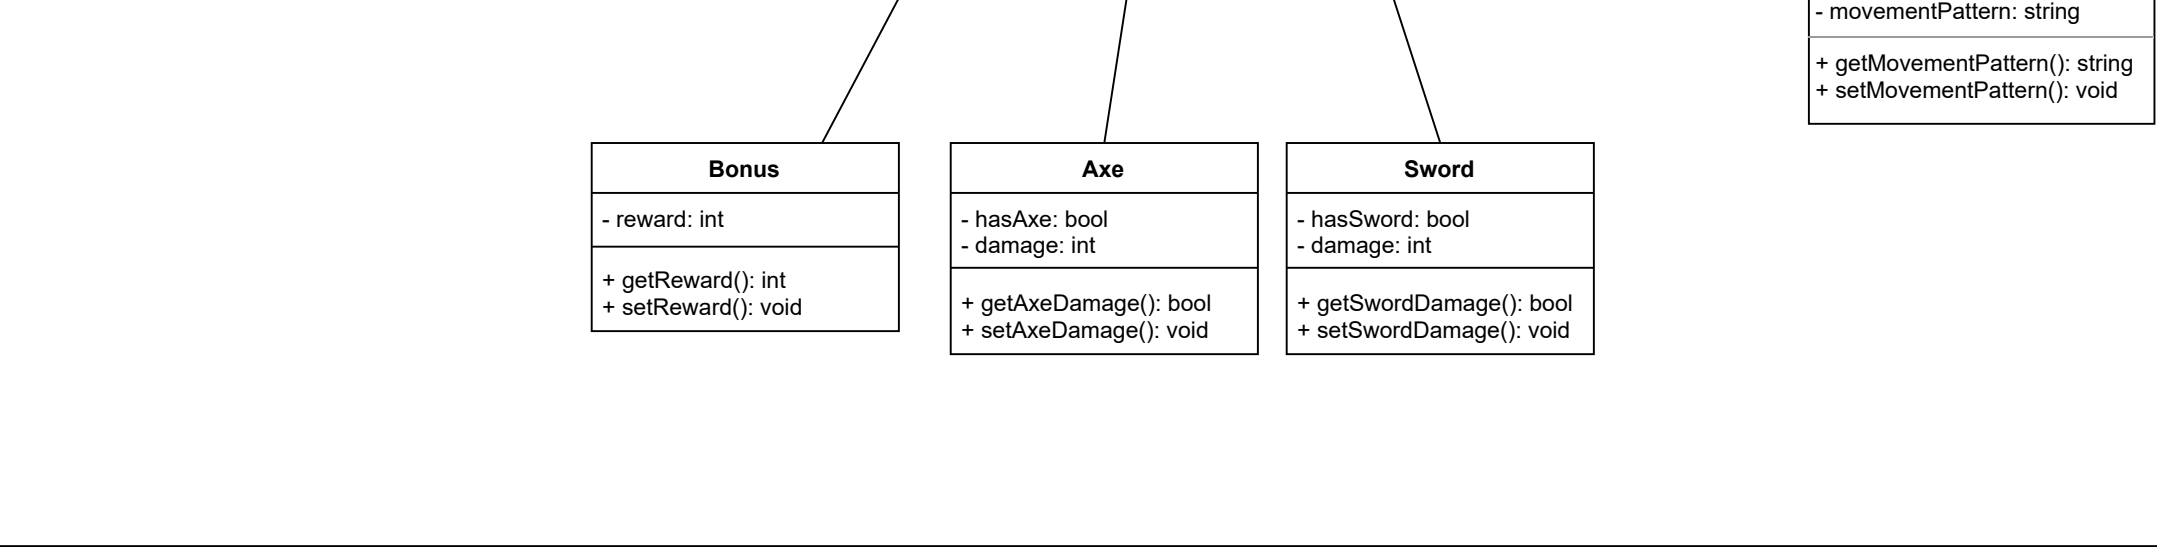 - movementPattern: string
+ getMovementPattern(): string
+ setMovementPattern(): void
Bonus
- reward: int
+ getReward(): int
+ setReward(): void
Axe
- hasAxe: bool
- damage: int
+ getAxeDamage(): bool
+ setAxeDamage(): void
Sword
- hasSword: bool
- damage: int
+ getSwordDamage(): bool
+ setSwordDamage(): void